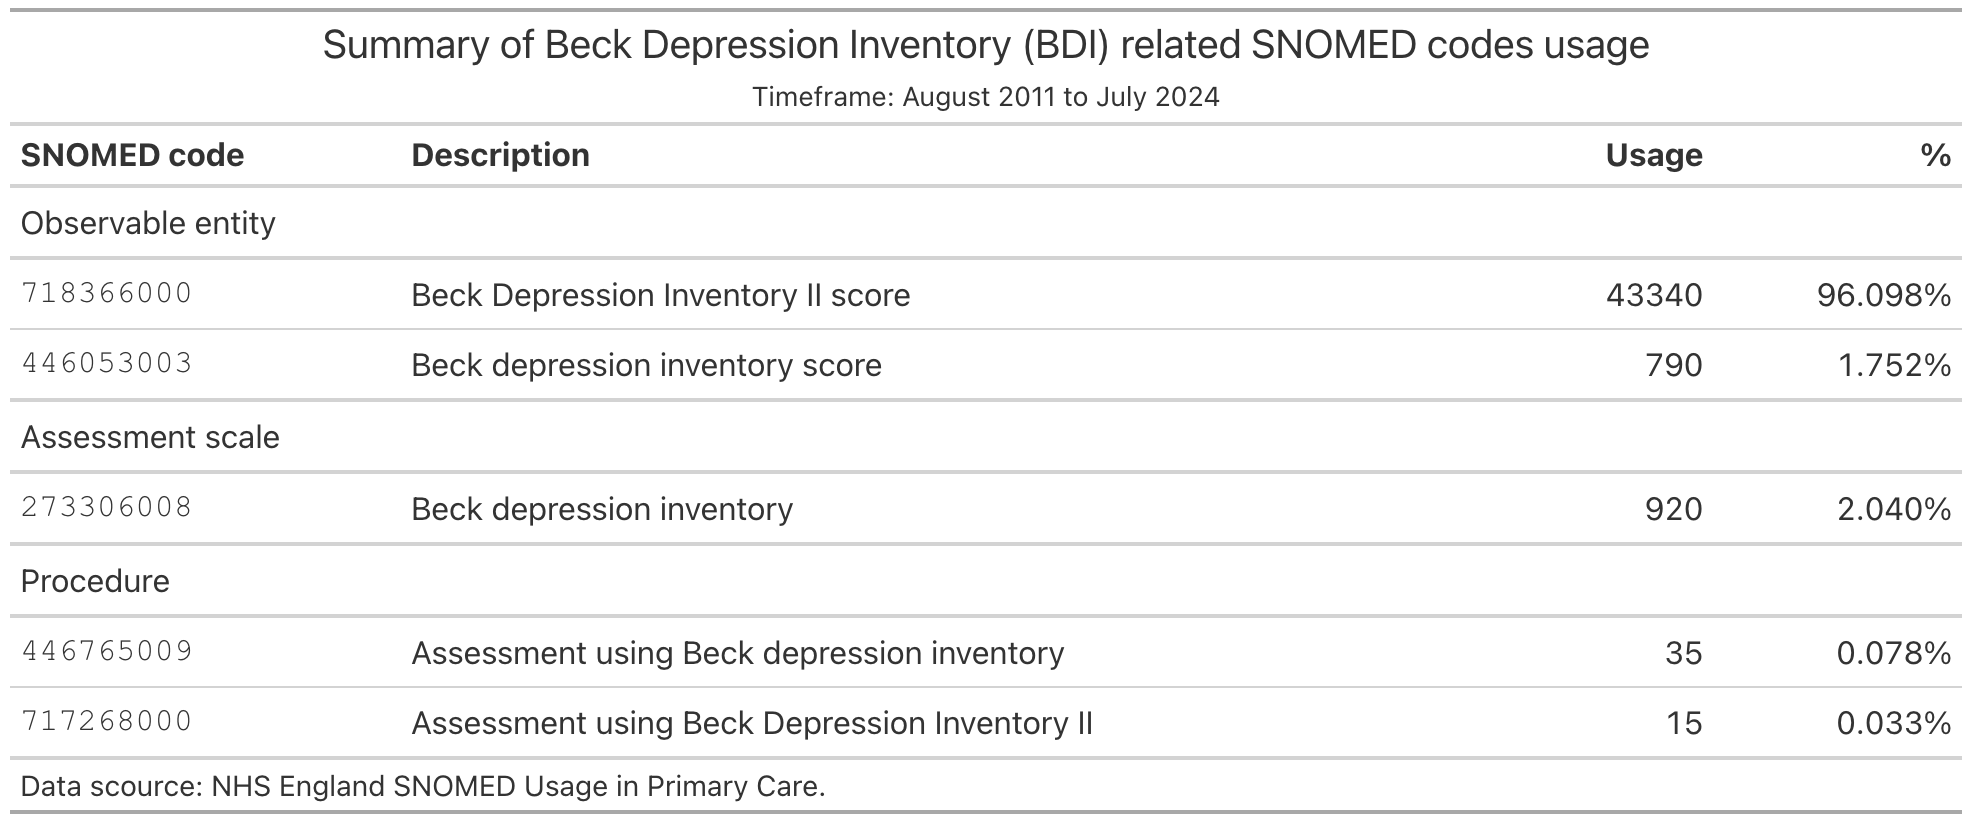 Summary of Beck Depression Inventory (BDI) related SNOMED codes usage
Timeframe: August 2011 to July 2024
SNOMED code Description Usage %
Observable entity
718366000 Beck Depression Inventory II score 43340 96.098%
446053003 Beck depression inventory score 790 1.752%
Assessment scale
273306008 Beck depression inventory 920 2.040%
Procedure
446765009 Assessment using Beck depression inventory 35 0.078%
717268000 Assessment using Beck Depression Inventory II 15 0.033%
Data scource: NHS England SNOMED Usage in Primary Care.